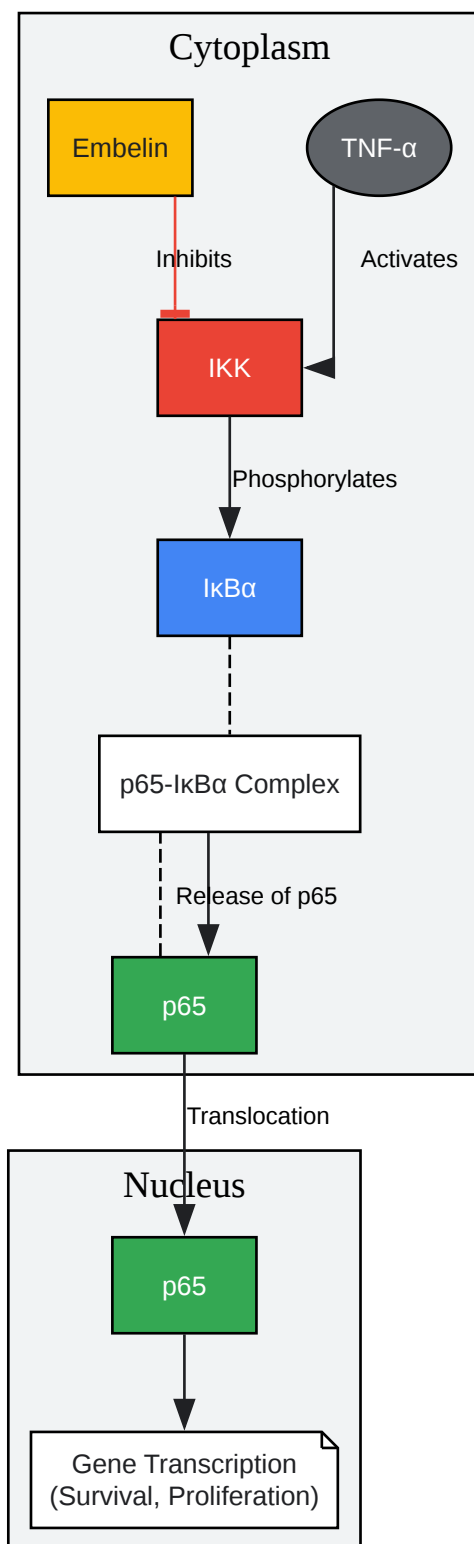 Cytoplasm
Embelin
TNF-α
Inhibits
Activates
IKK
Phosphorylates
IκBα
p65-IκBα Complex
Release of p65
p65
Translocation
Nucleus
p65
Gene Transcription
(Survival, Proliferation)